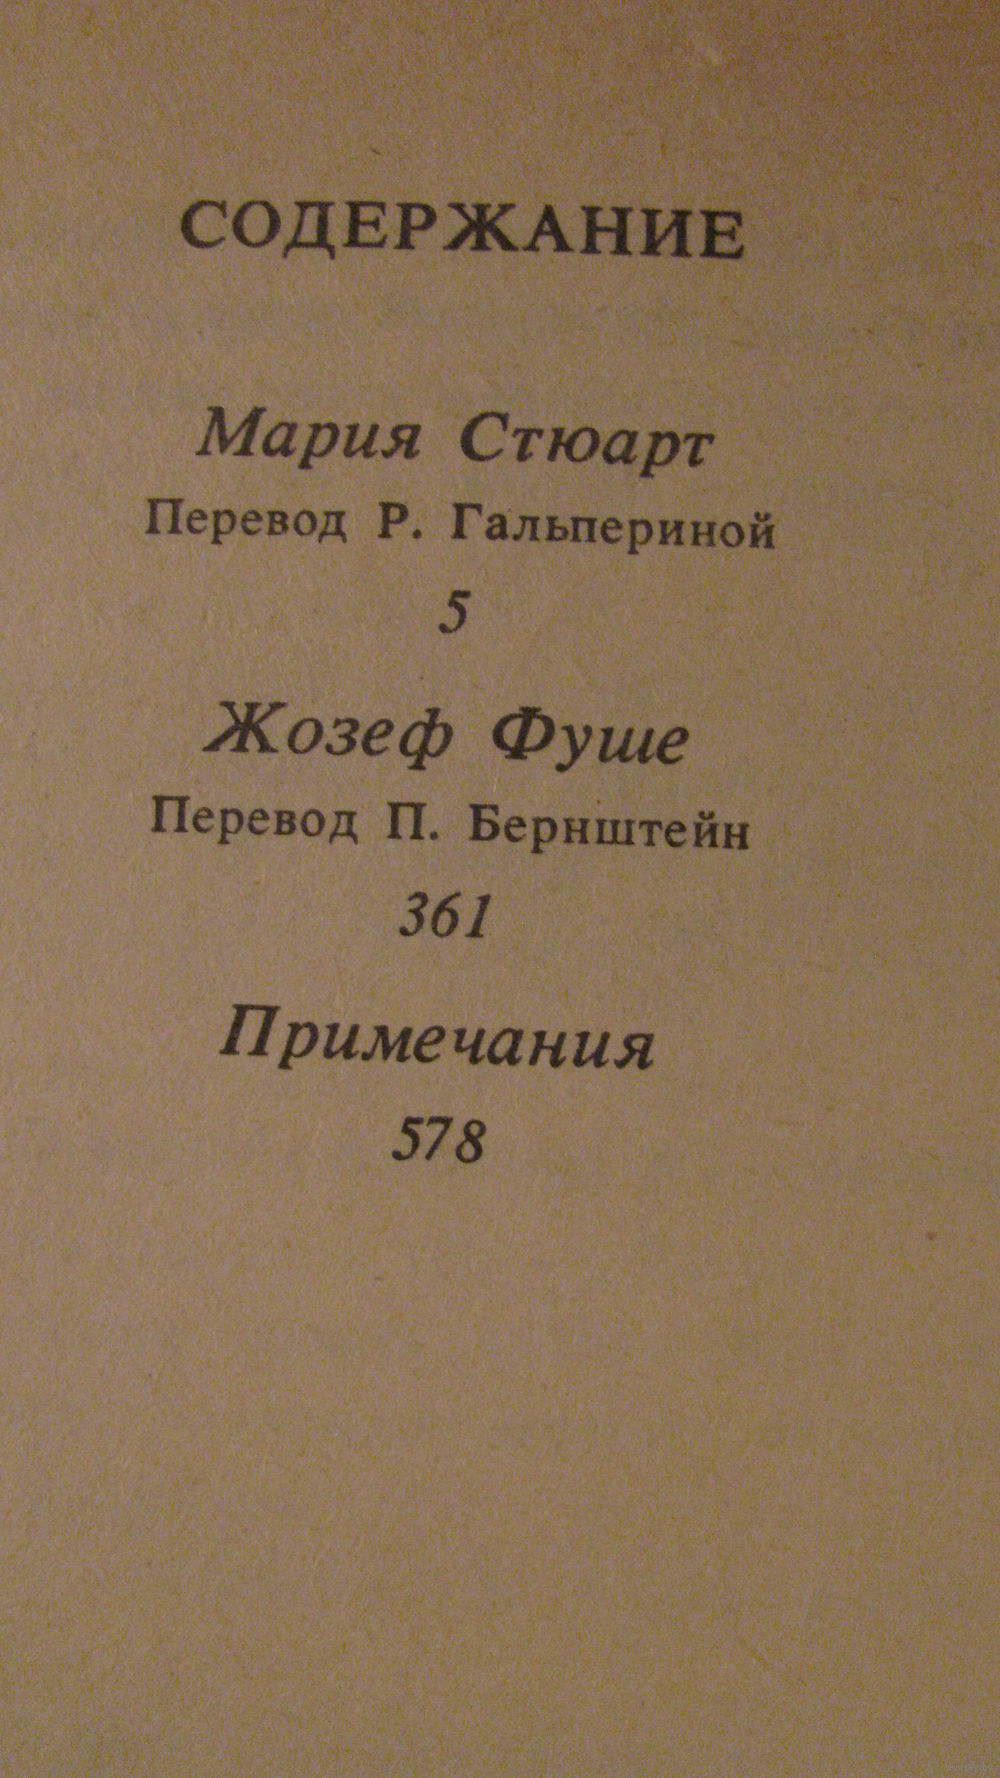 СОДЕРЖАНИЕ
Мария Стюарт
Перевод Р. Гальпериной
5
Жозеф Фуше
Перевод П. Бернштейн
361
Примечания
578